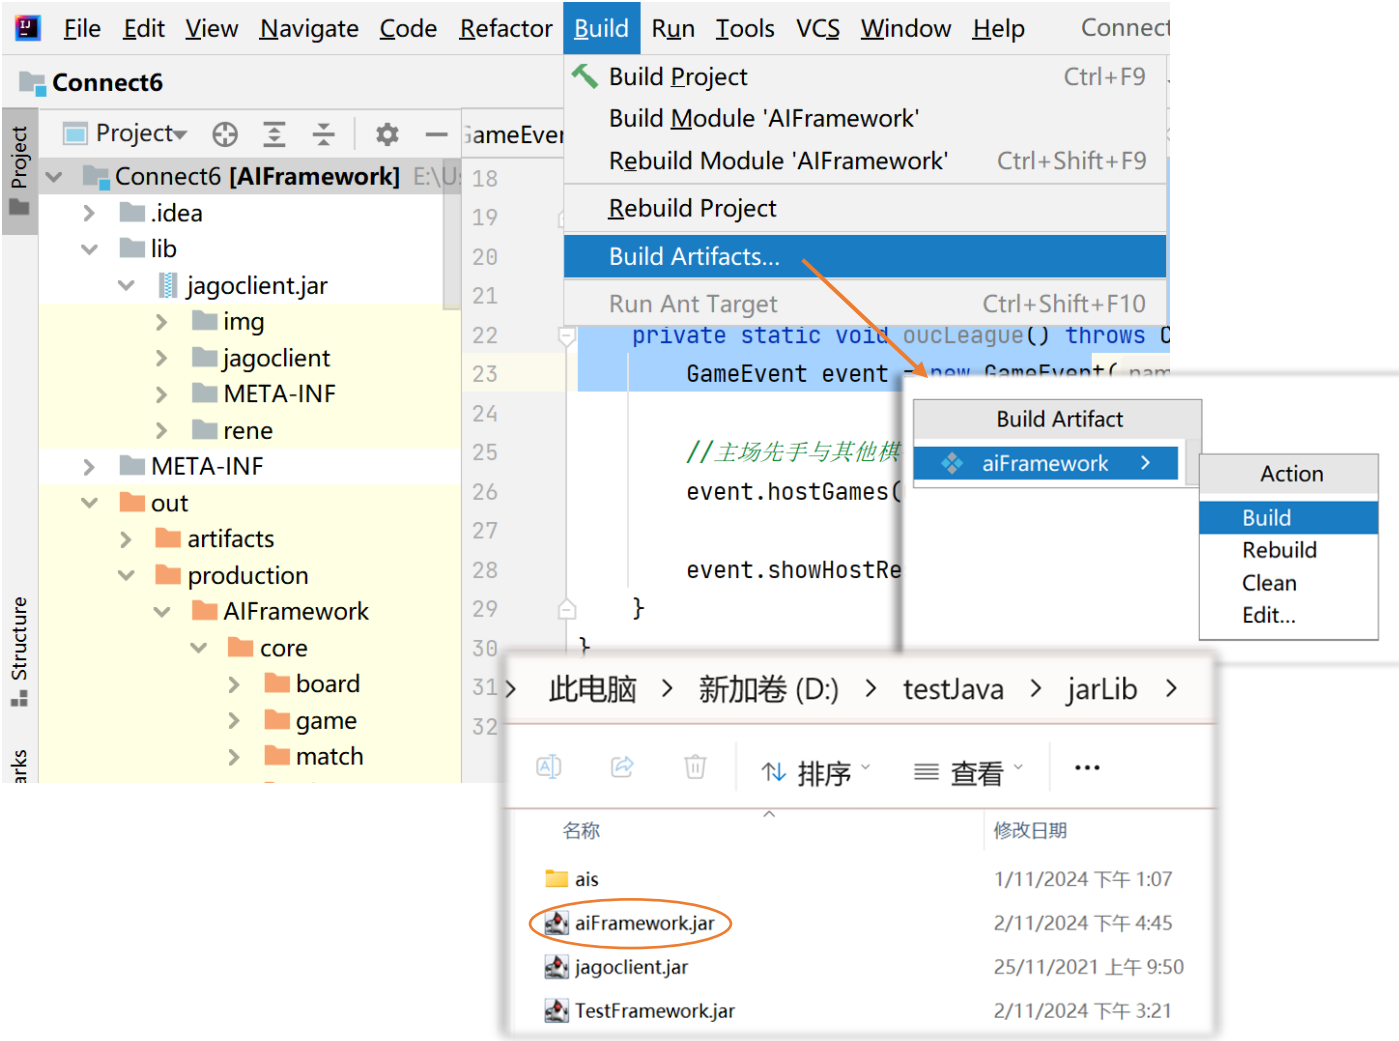 File Edit View Navigate Code Refactor Build Run Tools VCS Window Help Connect
Connect6
Build Project Ctrl+F9
Build Module 'AIFramework'
Rebuild Module 'AIFramework' Ctrl+Shift+F9
Rebuild Project
Build Artifacts...
Run Ant Target Ctrl+Shift+F10
Project
Structure
arks
Project
Connect6 [AIFramework] E:\U
.idea
lib
jagoclient.jar
img
jagoclient
META-INF
rene
META-INF
out
artifacts
production
AIFramework
core
board
game
match
GameEver
18
19
20
21
22 private static void oucLeague() throws C
23 GameEvent event = new GameEvent( nam
24
25 //主场先手与其他棋
26 event.hostGames(
27
28 event.showHostRe
29 }
30 }
31
32
Build Artifact
aiFramework
Action
Build
Rebuild
Clean
Edit...
> 此电脑 > 新加卷 (D:) > testJava > jarLib >
排序 查看 ···
名称 修改日期
ais 1/11/2024 下午 1:07
aiFramework.jar 2/11/2024 下午 4:45
jagoclient.jar 25/11/2021 上午 9:50
TestFramework.jar 2/11/2024 下午 3:21